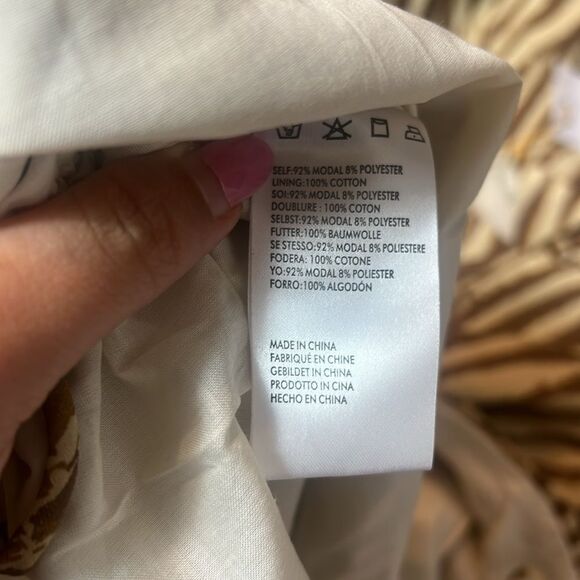 SELF:92% MODAL 8% POLYESTER
LINING:100% COTTON
SOI:92% MODAL 8% POLYESTER
DOUBLURE : 100% COTON
SELBST:92% MODAL 8% POLYESTER
FUTTER:100% BAUMWOLLE
SE STESSO:92% MODAL 8% POLIESTERE
FODERA: 100% COTONE
YO:92% MODAL 8% POLIESTER
FORRO:100% ALGODÓN
MADE IN CHINA
FABRIQUÉ EN CHINE
GEBILDET IN CHINA
PRODOTTO IN CINA
HECHO EN CHINA